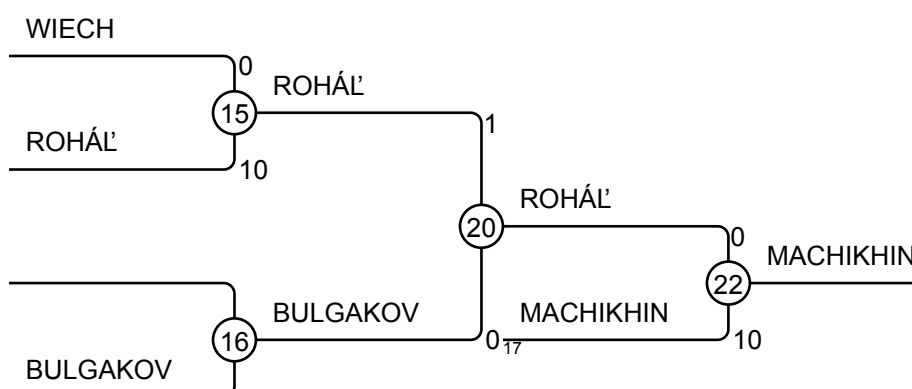 WIECH
0
ROHÁĽ
15
1
ROHÁĽ
10
ROHÁĽ
20
0
MACHIKHIN
22
BULGAKOV
MACHIKHIN
16
0
17
10
BULGAKOV